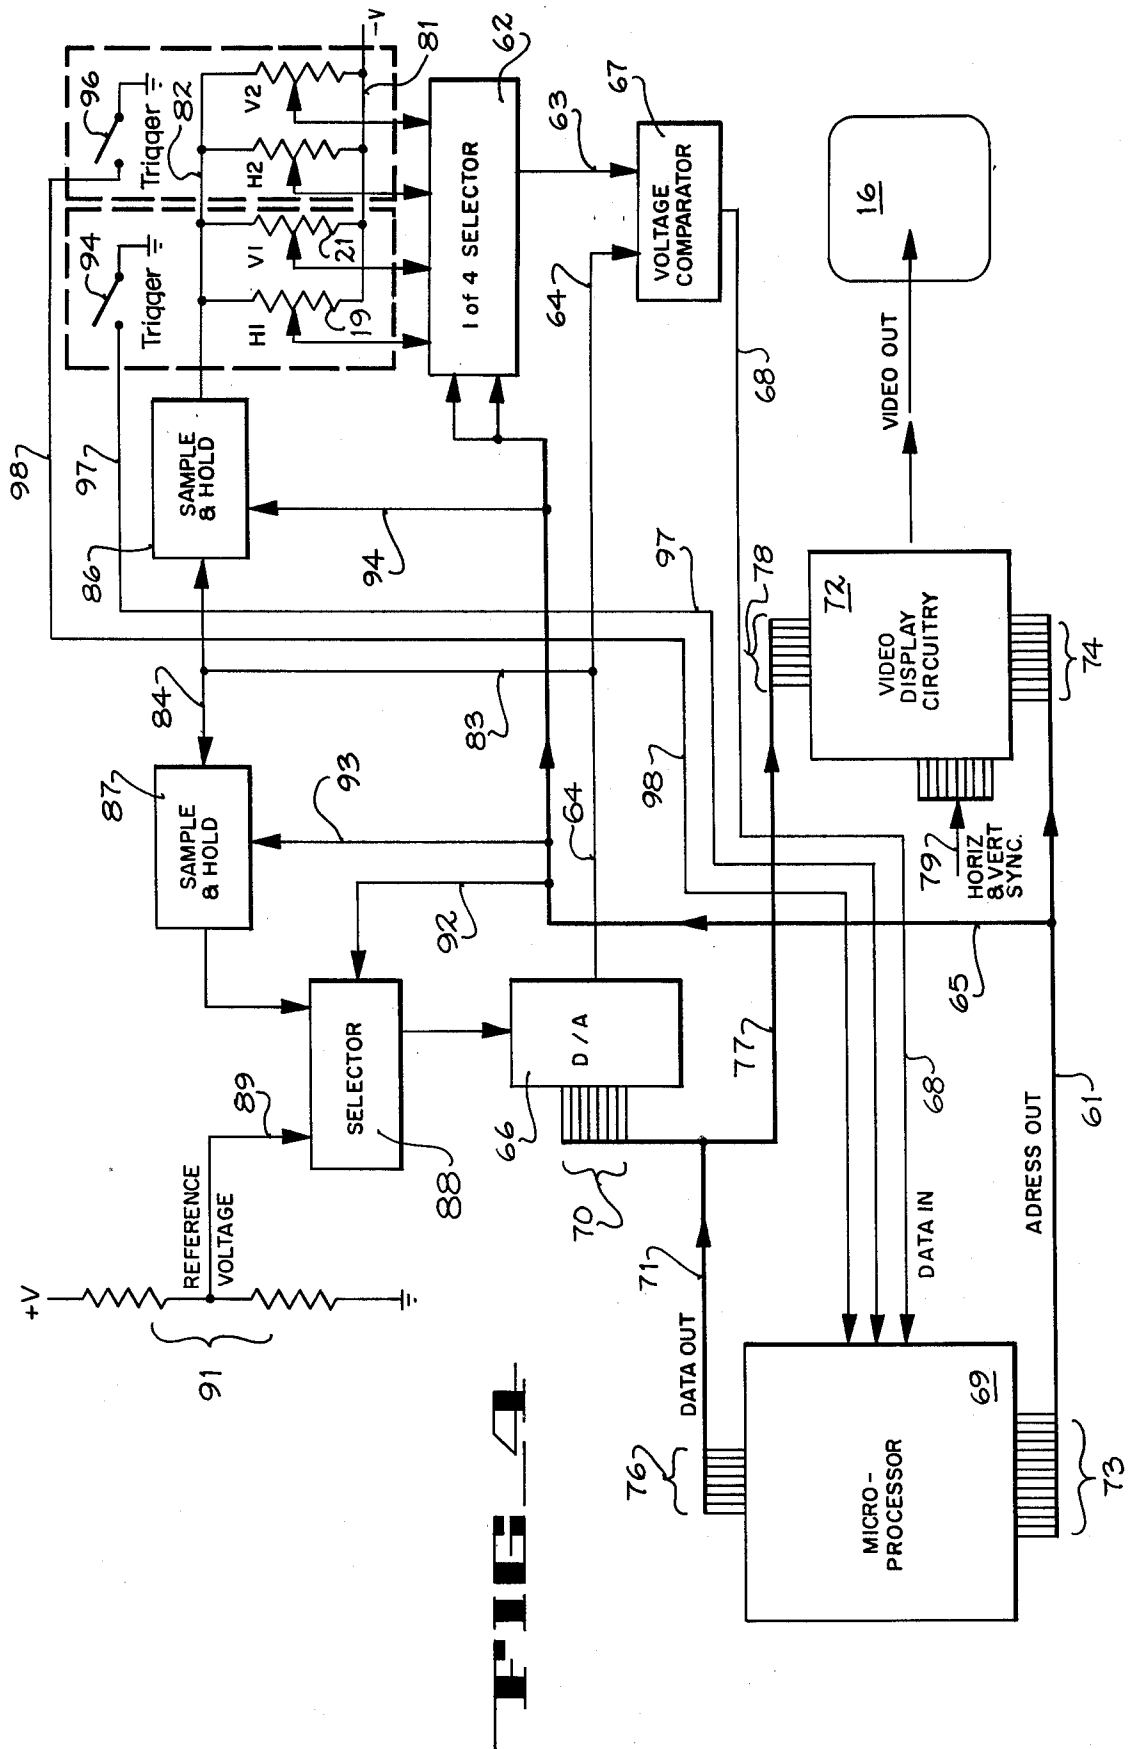 98
97
96
94
Trigger
Trigger
82
-V
86
SAMPLE
& HOLD
H1
V1
H2
V2
19
21
81
84
94
1 of 4 SELECTOR
62
87
SAMPLE
& HOLD
93
83
64
63
VOLTAGE
COMPARATOR
67
+V
REFERENCE
VOLTAGE
89
92
64
68
91
SELECTOR
88
66
D/A
70
98
97
78
VIDEO OUT
16
77
VIDEO
DISPLAY
CIRCUITRY
72
74
71
DATA OUT
79
HORIZ
& VERT
SYNC.
65
68
DATA IN
ADRESS OUT
61
76
MICRO-
PROCESSOR
69
73
FIG 4